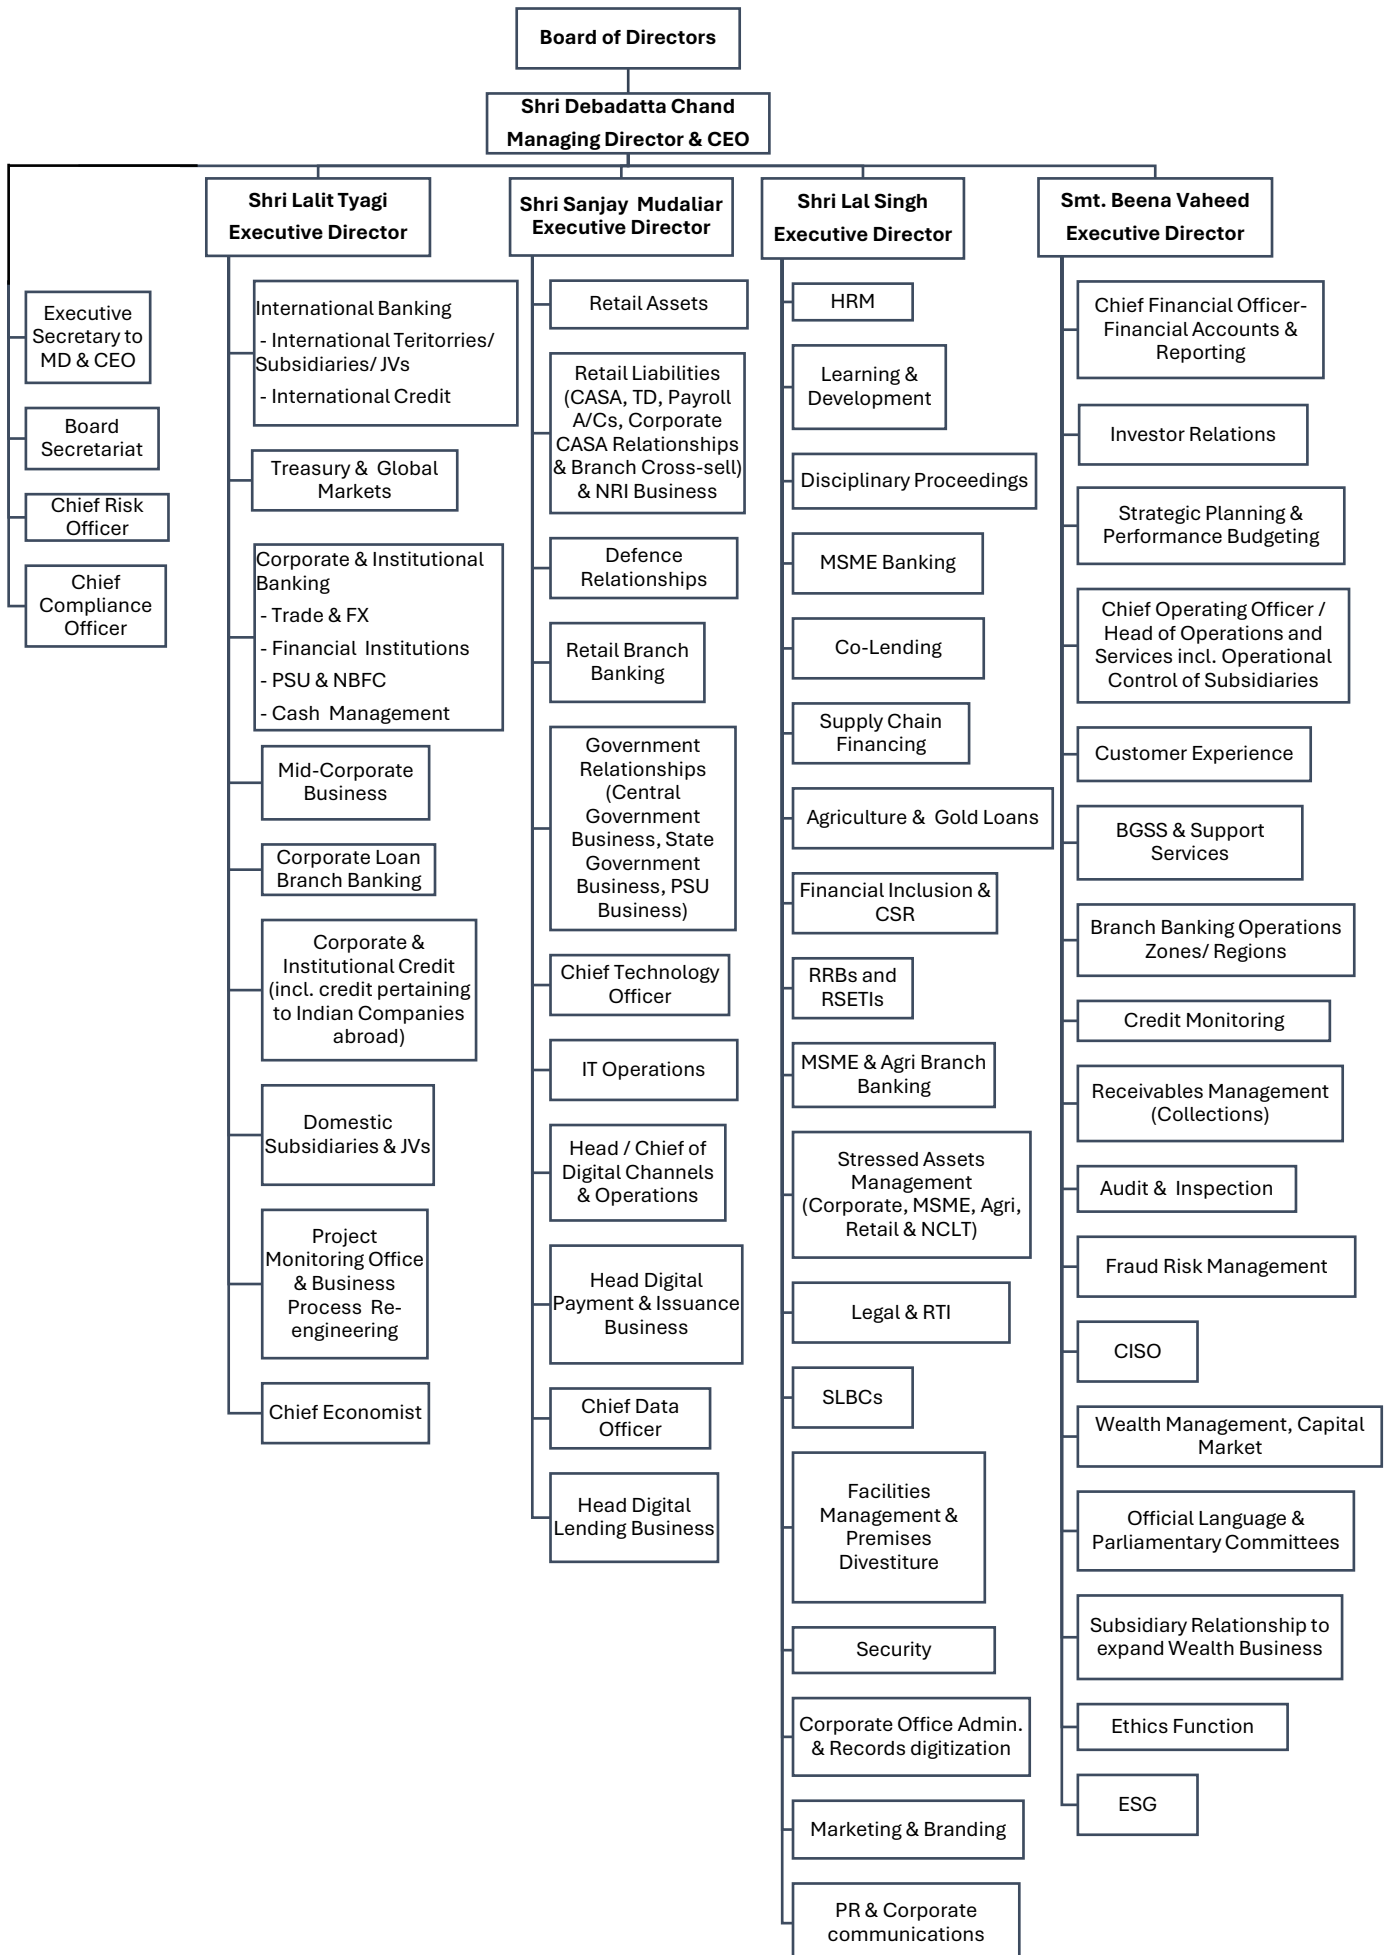 Board of Directors
Shri Debadatta Chand
Managing Director & CEO
Executive
Secretary to
MD & CEO
Board
Secretariat
Chief Risk
Officer
Chief
Compliance
Officer
Shri Lalit Tyagi
Executive Director
International Banking
- International Teritorries/
Subsidiaries/ JVs
- International Credit
Treasury & Global
Markets
Corporate & Institutional
Banking
- Trade & FX
- Financial Institutions
- PSU & NBFC
- Cash Management
Mid-Corporate
Business
Corporate Loan
Branch Banking
Corporate &
Institutional Credit
(incl. credit pertaining
to Indian Companies
abroad)
Domestic
Subsidiaries & JVs
Project
Monitoring Office
& Business
Process Re-
engineering
Chief Economist
Shri Sanjay Mudaliar
Executive Director
Retail Assets
Retail Liabilities
(CASA, TD, Payroll
A/Cs, Corporate
CASA Relationships
& Branch Cross-sell)
& NRI Business
Defence
Relationships
Retail Branch
Banking
Government
Relationships
(Central
Government
Business, State
Government
Business, PSU
Business)
Chief Technology
Officer
IT Operations
Head / Chief of
Digital Channels
& Operations
Head Digital
Payment & Issuance
Business
Chief Data
Officer
Head Digital
Lending Business
Shri Lal Singh
Executive Director
HRM
Learning &
Development
Disciplinary Proceedings
MSME Banking
Co-Lending
Supply Chain
Financing
Agriculture & Gold Loans
Financial Inclusion &
CSR
RRBs and
RSETIs
MSME & Agri Branch
Banking
Stressed Assets
Management
(Corporate, MSME, Agri,
Retail & NCLT)
Legal & RTI
SLBCs
Facilities
Management &
Premises
Divestiture
Security
Corporate Office Admin.
& Records digitization
Marketing & Branding
PR & Corporate
communications
Smt. Beena Vaheed
Executive Director
Chief Financial Officer-
Financial Accounts &
Reporting
Investor Relations
Strategic Planning &
Performance Budgeting
Chief Operating Officer /
Head of Operations and
Services incl. Operational
Control of Subsidiaries
Customer Experience
BGSS & Support
Services
Branch Banking Operations
Zones/ Regions
Credit Monitoring
Receivables Management
(Collections)
Audit & Inspection
Fraud Risk Management
CISO
Wealth Management, Capital
Market
Official Language &
Parliamentary Committees
Subsidiary Relationship to
expand Wealth Business
Ethics Function
ESG